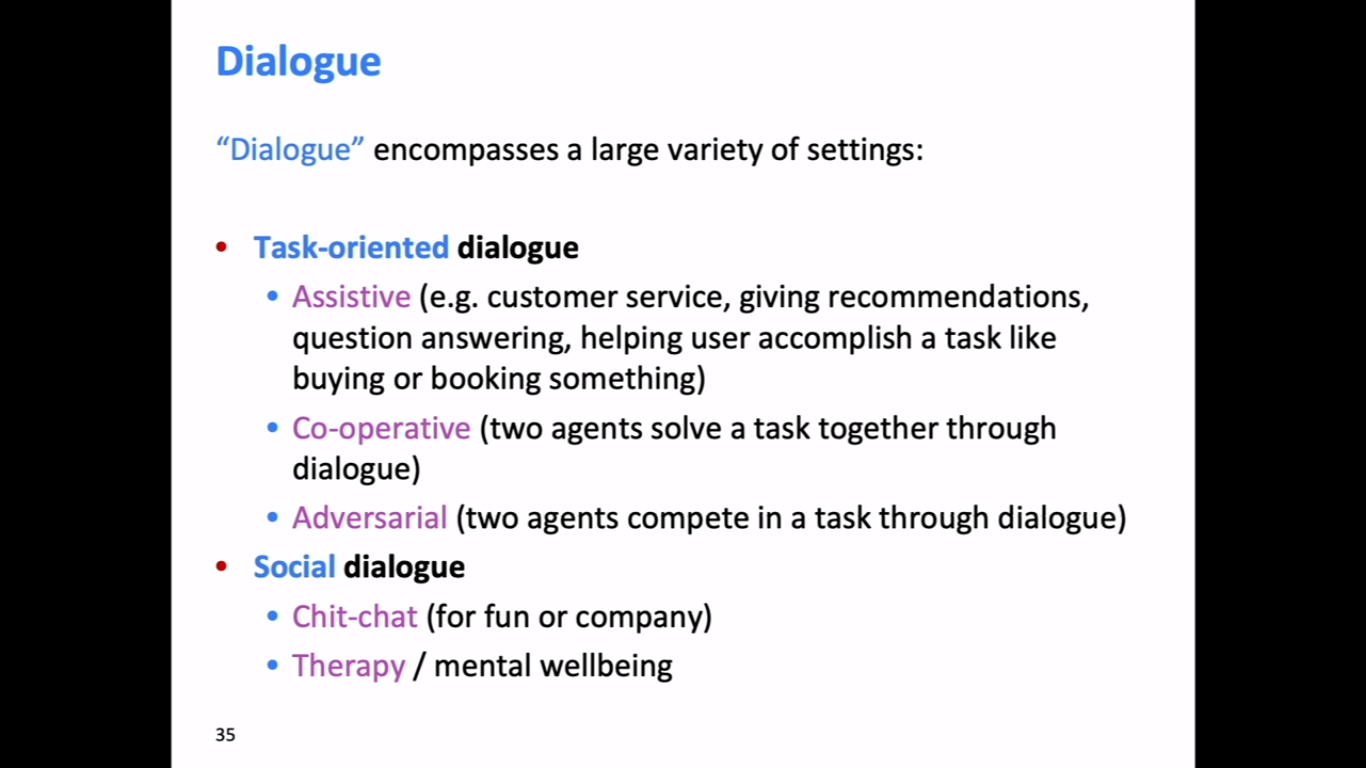 Dialogue
“Dialogue” encompasses a large variety of settings:
• Task-oriented dialogue
• Assistive (e.g. customer service, giving recommendations,
question answering, helping user accomplish a task like
buying or booking something)
• Co-operative (two agents solve a task together through
dialogue)
• Adversarial (two agents compete in a task through dialogue)
• Social dialogue
• Chit-chat (for fun or company)
• Therapy / mental wellbeing
35